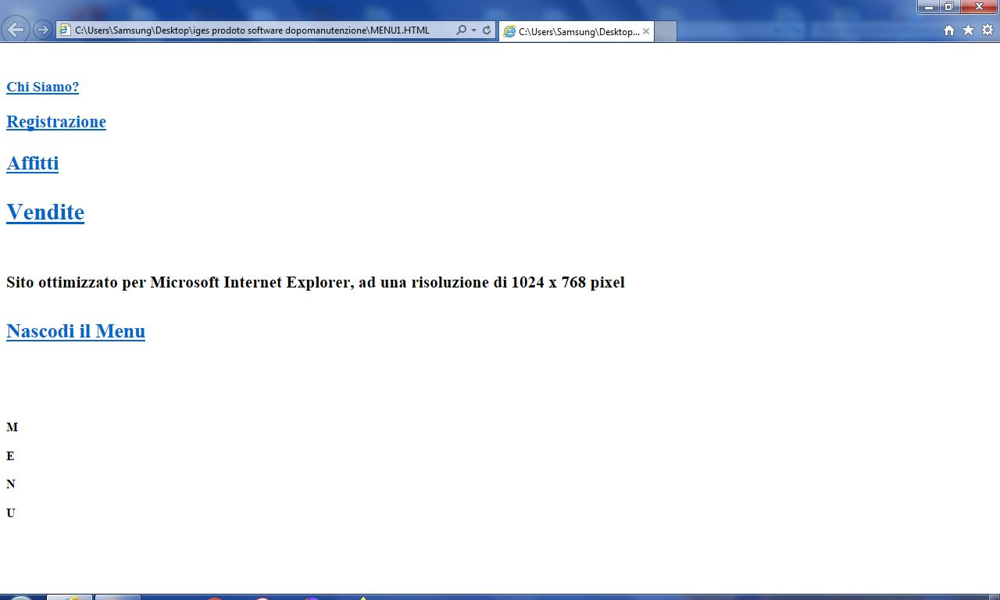 C:\Users\Samsung\Desktop\iges prodoto software dopomanutenzione\MENU1.HTML
C:\Users\Samsung\Desktop...
Chi Siamo?
Registrazione
Affitti
Vendite
Sito ottimizzato per Microsoft Internet Explorer, ad una risoluzione di 1024 x 768 pixel
Nascodi il Menu
M
E
N
U